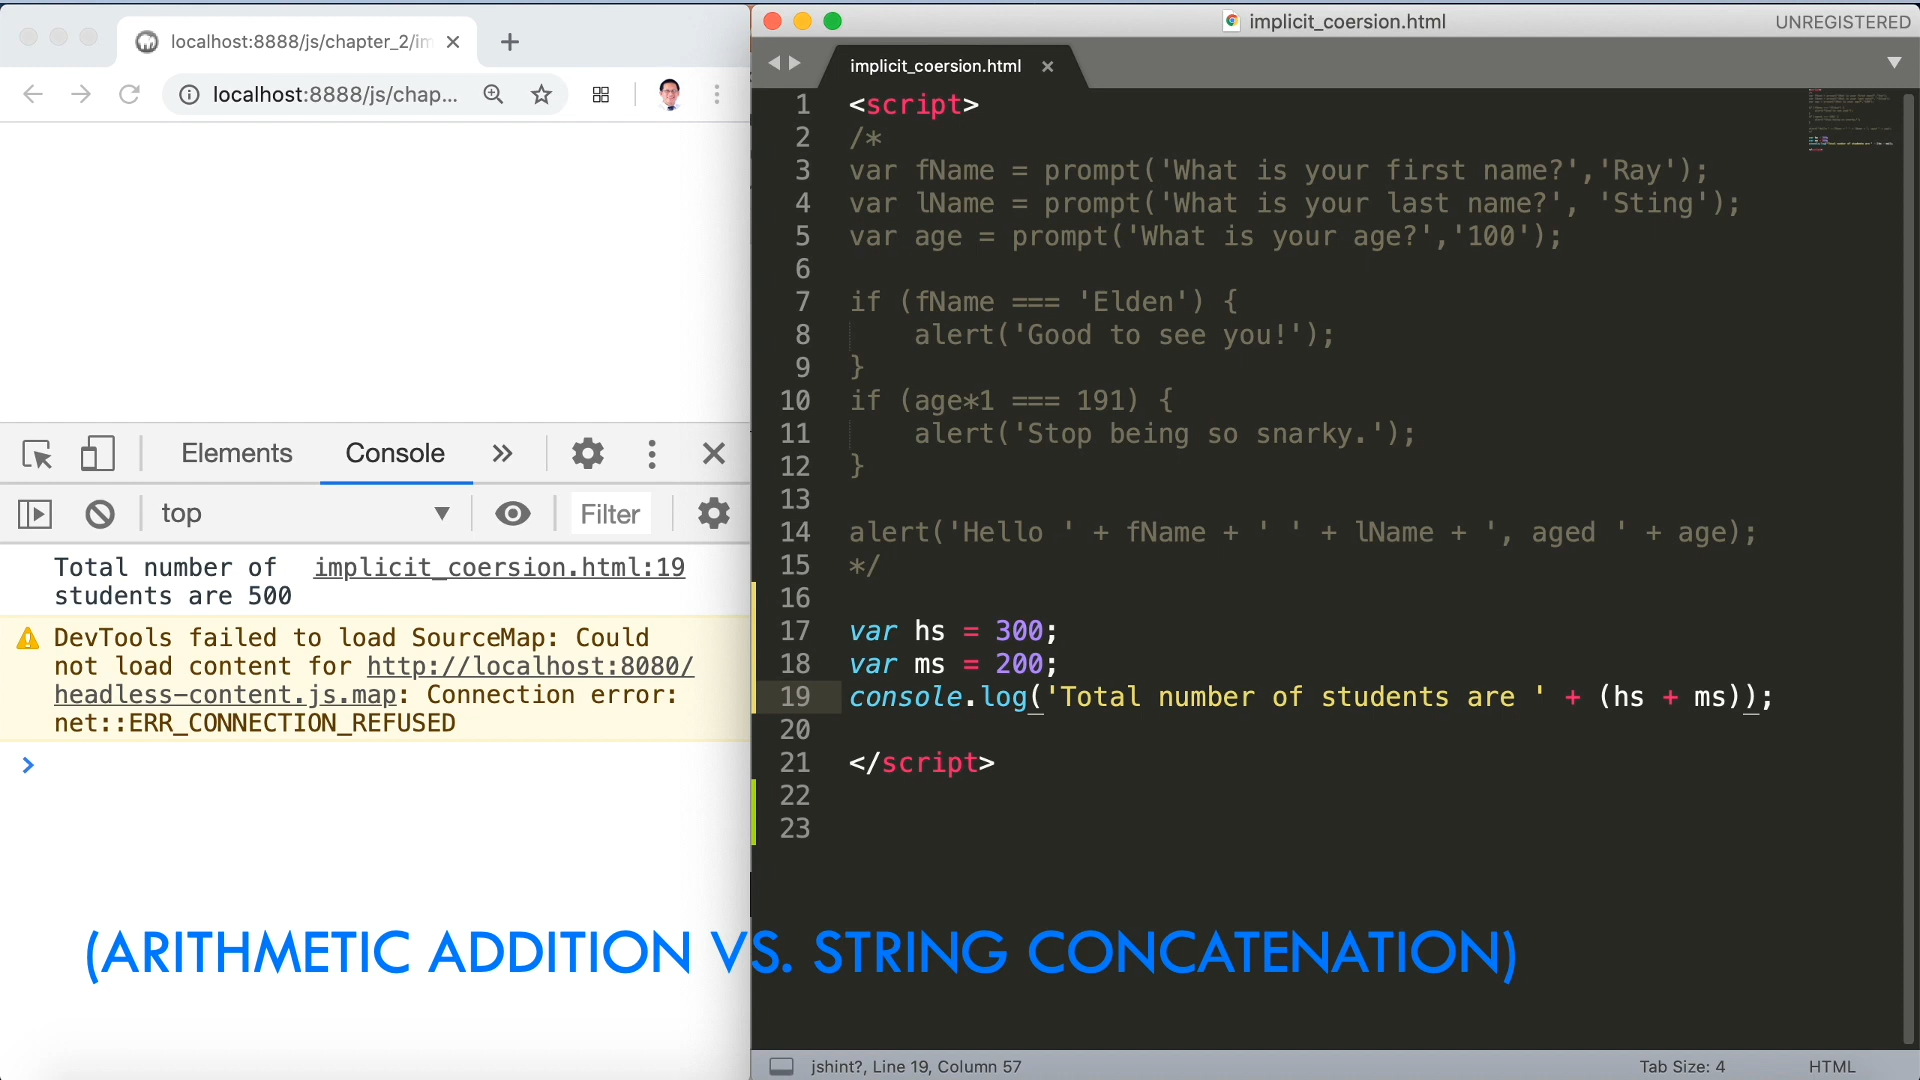 localhost:8888/js/chapter_2/im
localhost:8888/js/chap...
Elements
Console
top
Filter
Total number of students are 500
implicit_coersion.html:19
DevTools failed to load SourceMap: Could
not load content for http://localhost:8080/
headless-content.js.map: Connection error:
net::ERR_CONNECTION_REFUSED
implicit_coersion.html
UNREGISTERED
implicit_coersion.html
1 <script>
2 /*
3 var fName = prompt('What is your first name?','Ray');
4 var lName = prompt('What is your last name?', 'Sting');
5 var age = prompt('What is your age?','100');
6
7 if (fName === 'Elden') {
8     alert('Good to see you!');
9 }
10 if (age*1 === 191) {
11     alert('Stop being so snarky.');
12 }
13
14 alert('Hello ' + fName + ' ' + lName + ', aged ' + age);
15 */
16
17 var hs = 300;
18 var ms = 200;
19 console.log('Total number of students are ' + (hs + ms));
20
21 </script>
22
23
(ARITHMETIC ADDITION VS. STRING CONCATENATION)
jshint?, Line 19, Column 57
Tab Size: 4
HTML